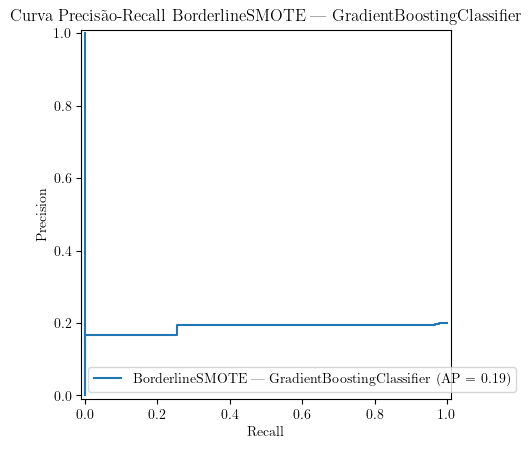 Curva Precisão-Recall BorderlineSMOTE — GradientBoostingClassifier
1.0
0.8
0.6
0.4
0.2
0.0
Precision
BorderlineSMOTE — GradientBoostingClassifier (AP = 0.19)
0.0 0.2 0.4 0.6 0.8 1.0
Recall